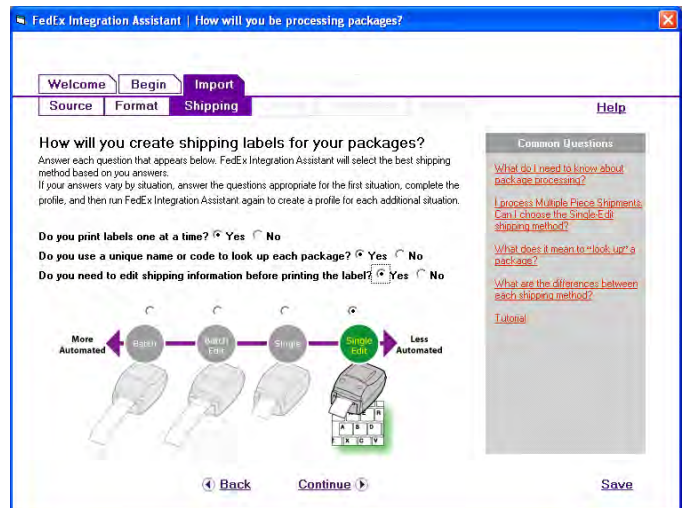 FedEx Integration Assistant | How will you be processing packages?
Welcome Begin Import
Source Format Shipping
Help
How will you create shipping labels for your packages?
Answer each question that appears below. FedEx Integration Assistant will select the best shipping
method based on you answers.
If your answers vary by situation, answer the questions appropriate for the first situation, complete the
profile, and then run FedEx Integration Assistant again to create a profile for each additional situation.
Do you print labels one at a time? Yes No
Do you use a unique name or code to look up each package? Yes No
Do you need to edit shipping information before printing the label? Yes No
More
Automated
Batch
Batch
Edit
Single
Single
Edit
Less
Automated
E R
A S D
X C V
Common Questions
What do I need to know about
package processing?
I process Multiple Piece Shipments.
Can I choose the Single-Edit
shipping method?
What does it mean to "look up" a
package?
What are the differences between
each shipping method?
Tutorial
Back
Continue
Save